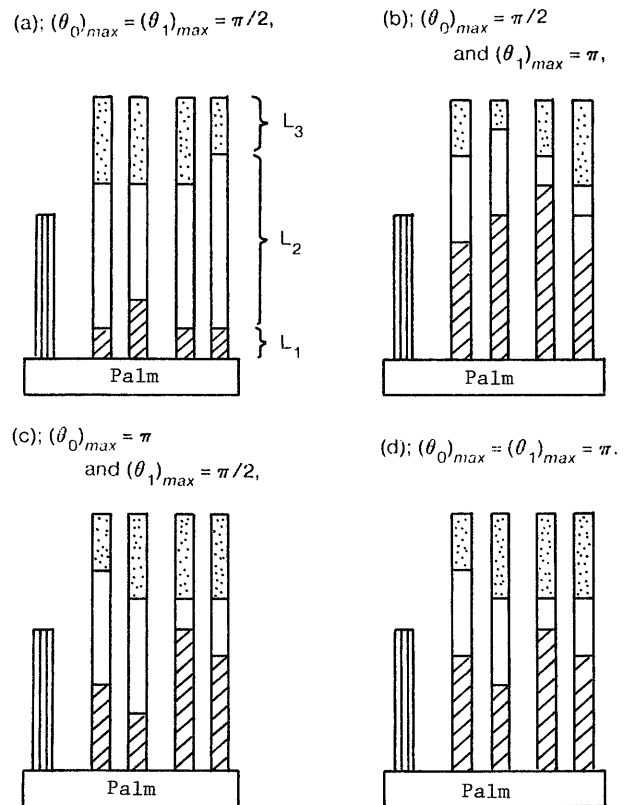 (a); (θ₀)max = (θ₁)max = π/2,
(b); (θ₀)max = π/2
and (θ₁)max = π,
L₃
L₂
L₁
Palm
Palm
(c); (θ₀)max = π
and (θ₁)max = π/2,
(d); (θ₀)max = (θ₁)max = π.
Palm
Palm